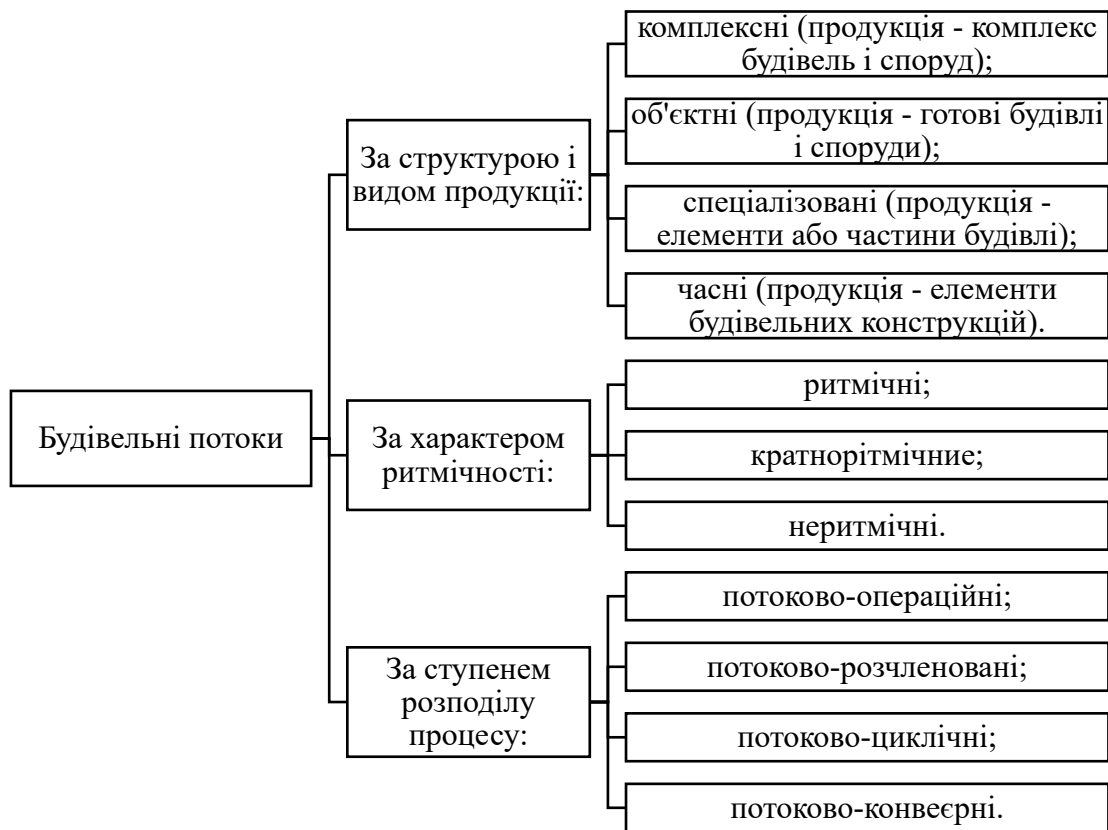 комплексні (продукція - комплекс
будівель і споруд);
об'єктні (продукція - готові будівлі
і споруди);
За структурою і
видом продукції:
спеціалізовані (продукція -
елементи або частини будівлі);
часні (продукція - елементи
будівельних конструкцій).
ритмічні;
Будівельні потоки
За характером
ритмічності:
кратнорітмічние;
неритмічні.
потоково-операційні;
потоково-розчленовані;
За ступенем
розподілу
процесу:
потоково-циклічні;
потоково-конвеєрні.